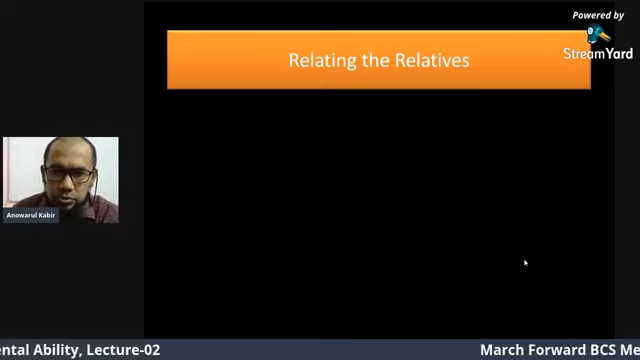 Powered by
StreamYard
Relating the Relatives
Anowarul Kabir
ental Ability, Lecture-02
March Forward BCS Me